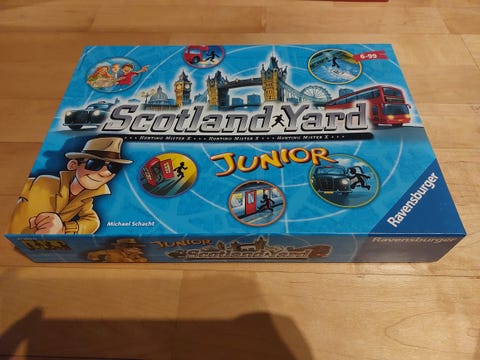 6-99
Scotland Yard
HUNTING MISTER X • HUNTING MISTER X • HUNTING MISTER X
JUNIOR
Michael Schacht
Ravensburger
JUNIOR
Scotland Yard
Ravensburger